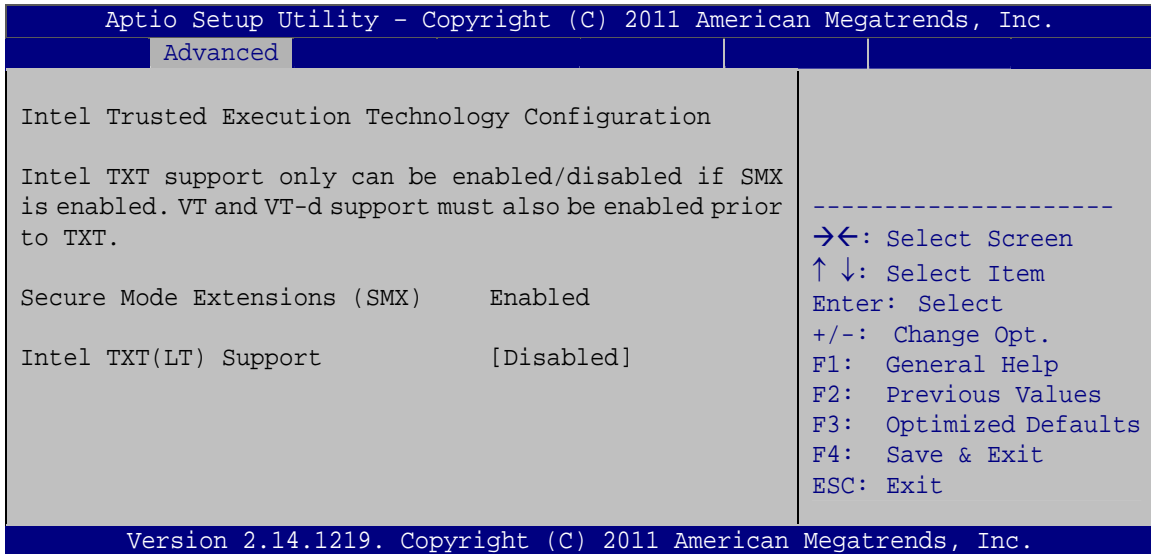 Aptio Setup Utility – Copyright (C) 2011 American Megatrends, Inc.
Advanced
Intel Trusted Execution Technology Configuration
Intel TXT support only can be enabled/disabled if SMX
is enabled. VT and VT-d support must also be enabled prior
to TXT.
Secure Mode Extensions (SMX) Enabled
Intel TXT(LT) Support [Disabled]
---------------------
→←: Select Screen
↑ ↓: Select Item
Enter: Select
+/-: Change Opt.
F1: General Help
F2: Previous Values
F3: Optimized Defaults
F4: Save & Exit
ESC: Exit
Version 2.14.1219. Copyright (C) 2011 American Megatrends, Inc.